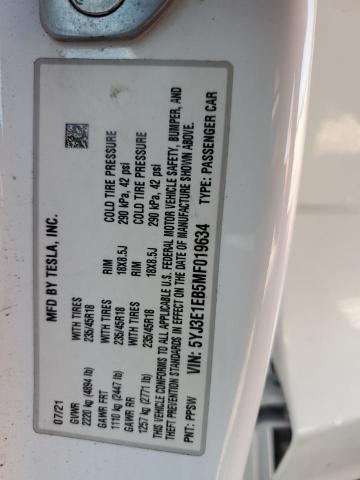 MFD BY TESLA, INC.
07/21
GVWR
2220 kg (4894 lb)
GAWR FRT WITH TIRES RIM COLD TIRE PRESSURE
1110 kg (2447 lb) 235/45R18 18X8.5J 290 kPa, 42 psi
GAWR RR WITH TIRES RIM COLD TIRE PRESSURE
1257 kg (2771 lb) 235/45R18 18X8.5J 290 kPa, 42 psi
THIS VEHICLE CONFORMS TO ALL APPLICABLE U.S. FEDERAL MOTOR VEHICLE SAFETY, BUMPER, AND
THEFT PREVENTION STANDARDS IN EFFECT ON THE DATE OF MANUFACTURE SHOWN ABOVE.
VIN: 5YJ3E1EB5MF019634 TYPE: PASSENGER CAR
PNT: PPSW